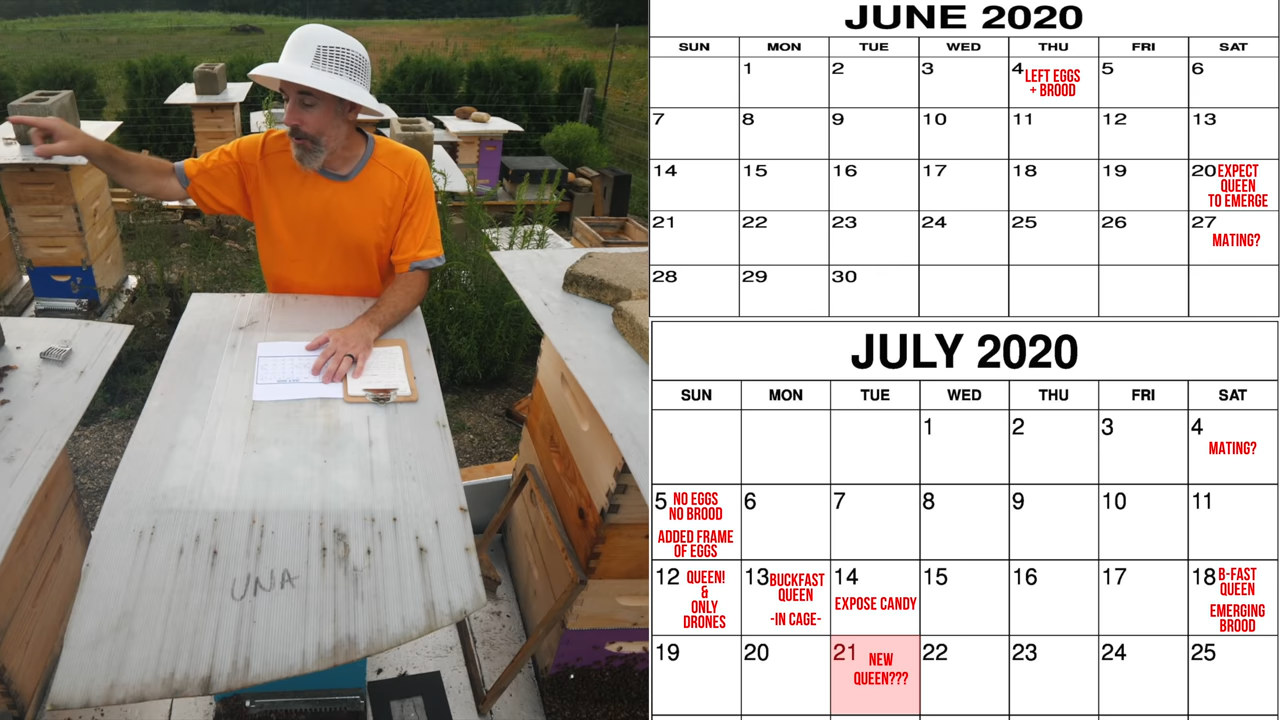 UNA
JUNE 2020
SUN MON TUE WED THU FRI SAT
1 2 3 4 LEFT EGGS 5 6
+ BROOD
7 8 9 10 11 12 13
14 15 16 17 18 19 20 EXPECT
QUEEN
TO EMERGE
21 22 23 24 25 26 27
MATING?
28 29 30
JULY 2020
SUN MON TUE WED THU FRI SAT
1 2 3 4
MATING?
5 NO EGGS 6 7 8 9 10 11
NO BROOD
ADDED FRAME
OF EGGS
12 QUEEN! 13 BUCKFAST 14 15 16 17 18 B-FAST
& QUEEN EXPOSE CANDY QUEEN
ONLY -IN CAGE- EMERGING
DRONES BROOD
19 20 21 NEW 22 23 24 25
QUEEN???